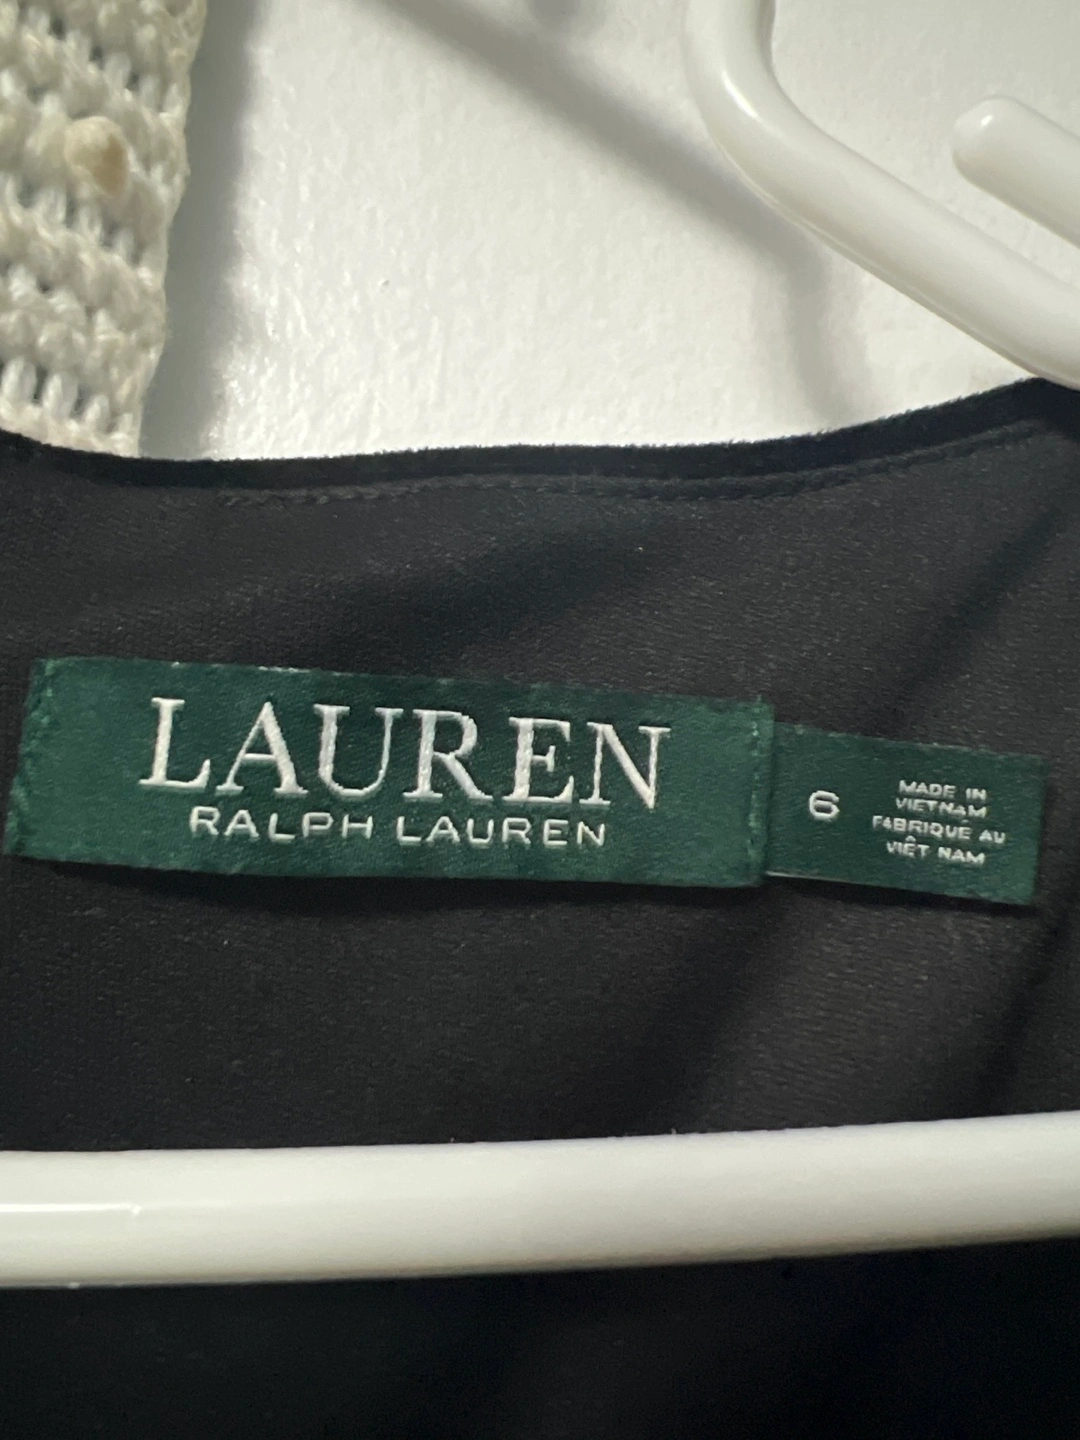 LAUREN
RALPH LAUREN
6
MADE IN
VIETNAM
FABRIQUE AU
VIÊT NAM